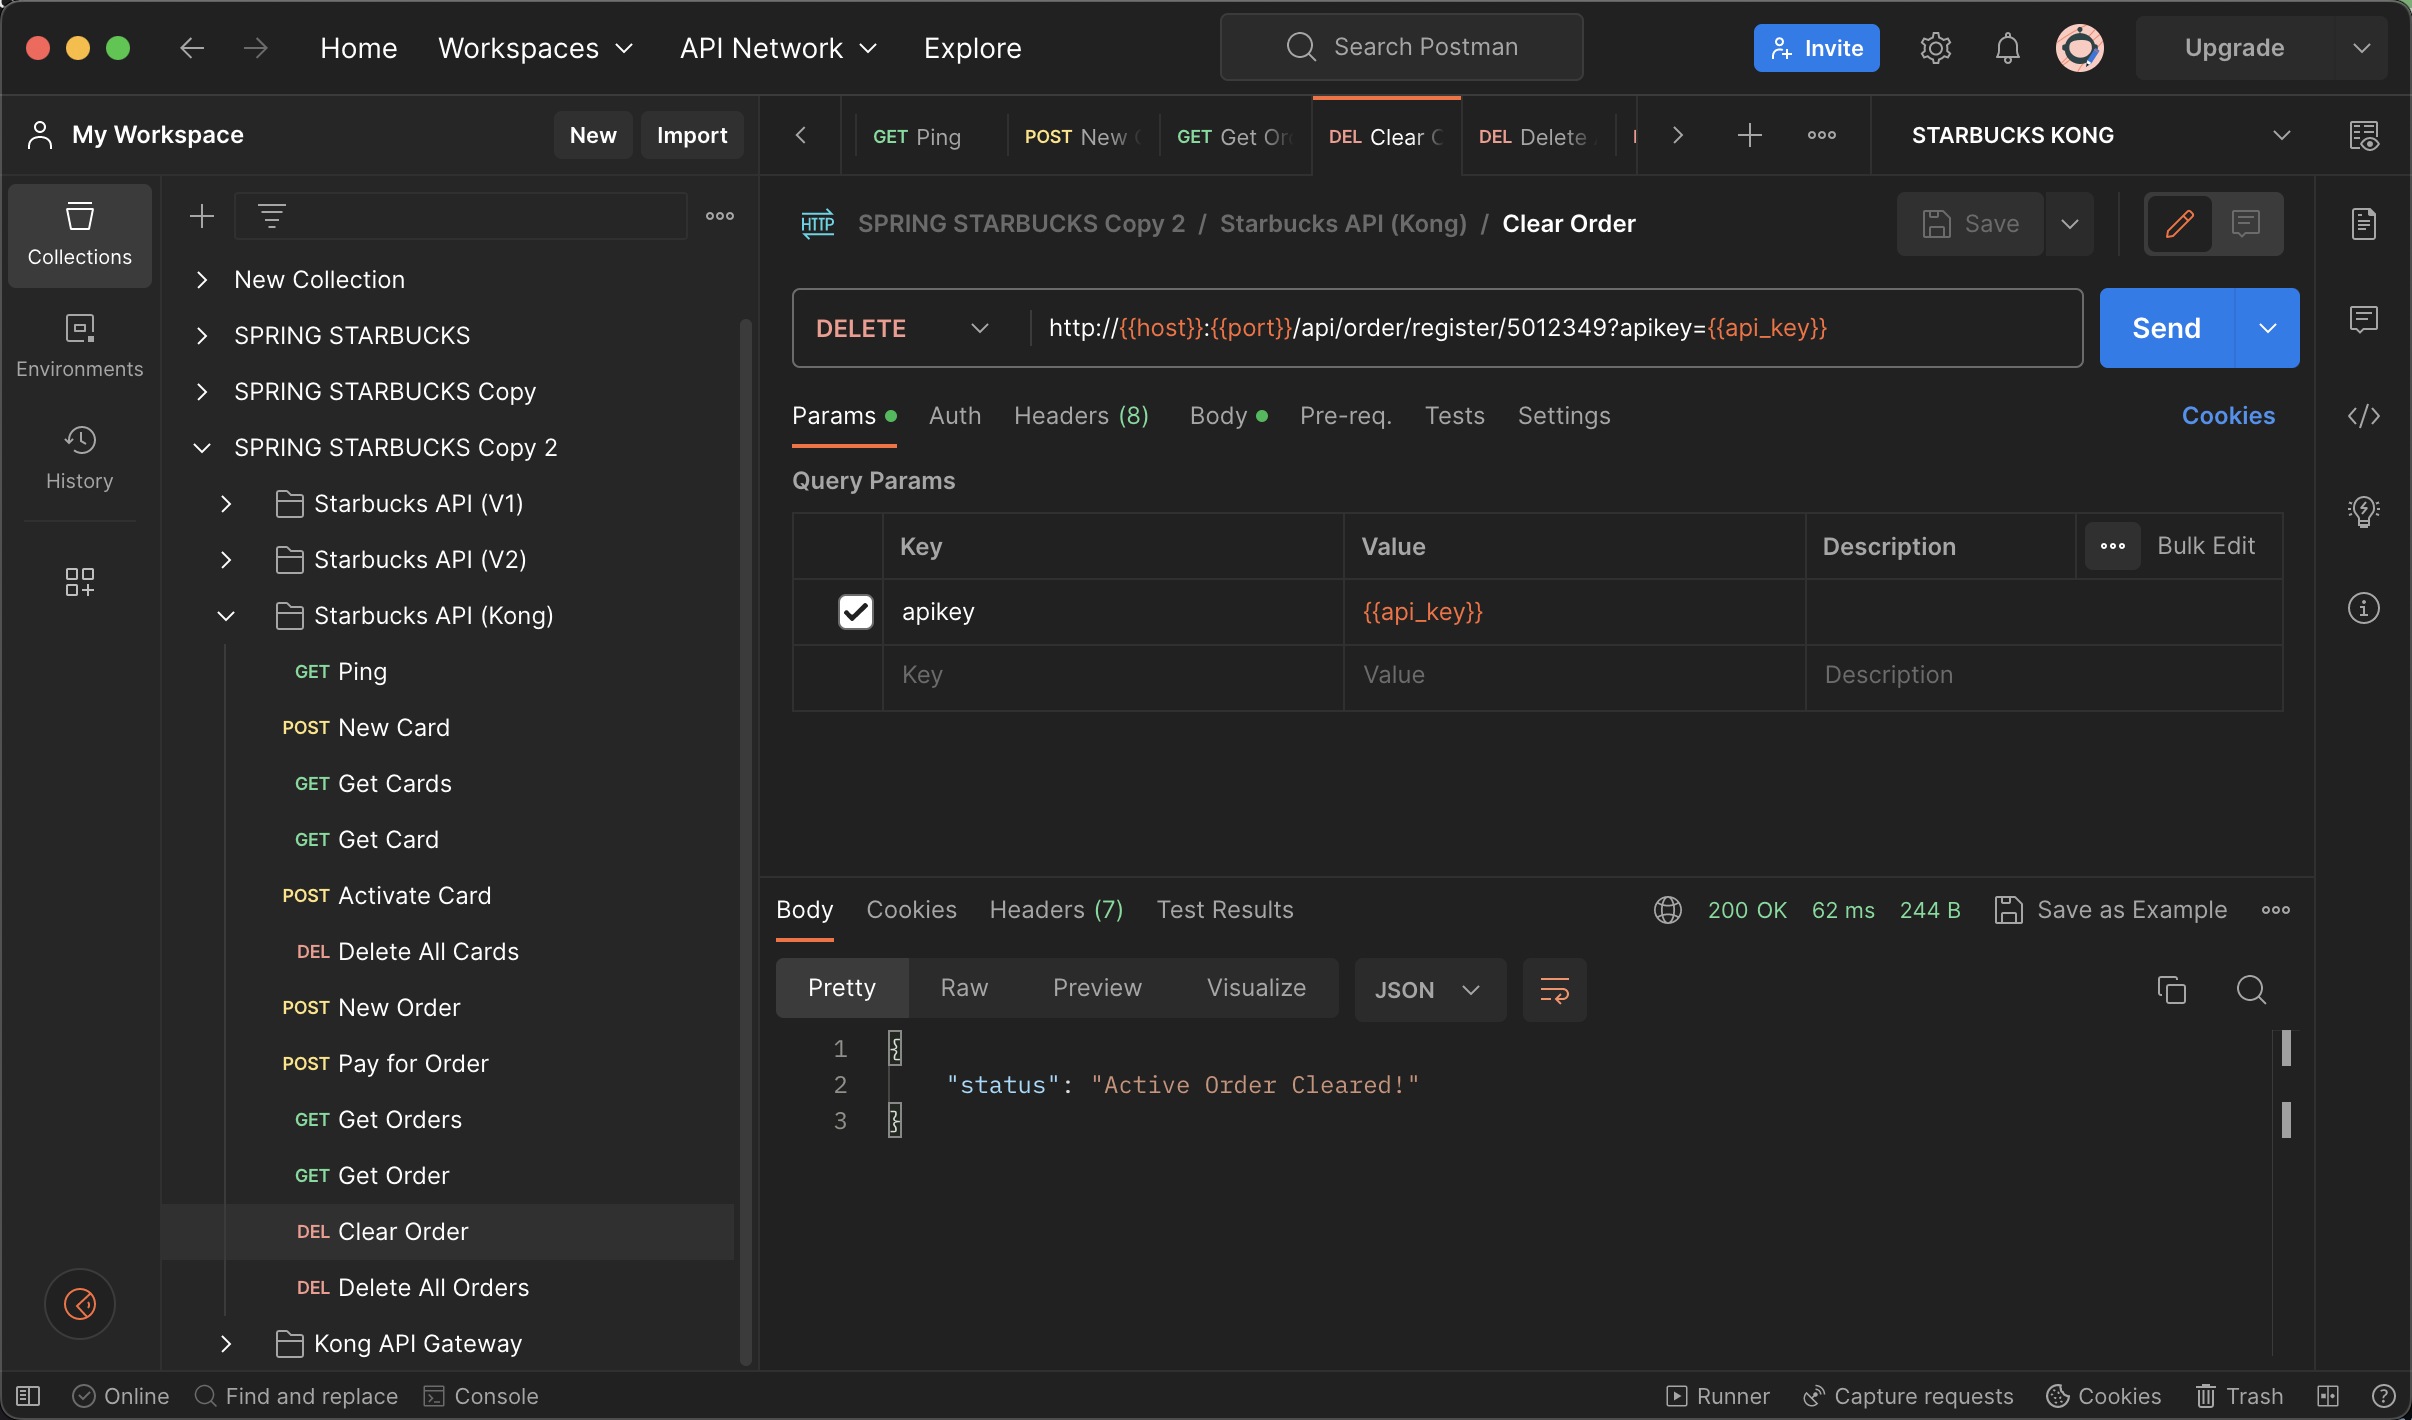 Home Workspaces API Network Explore Search Postman Invite Upgrade
My Workspace New Import
GET Ping POST New GET Get Or DEL Clear DEL Delete STARBUCKS KONG
Collections
Environments
History
New Collection
SPRING STARBUCKS
SPRING STARBUCKS Copy
SPRING STARBUCKS Copy 2
Starbucks API (V1)
Starbucks API (V2)
Starbucks API (Kong)
GET Ping
POST New Card
GET Get Cards
GET Get Card
POST Activate Card
DEL Delete All Cards
POST New Order
POST Pay for Order
GET Get Orders
GET Get Order
DEL Clear Order
DEL Delete All Orders
Kong API Gateway
HTTP SPRING STARBUCKS Copy 2 / Starbucks API (Kong) / Clear Order Save
DELETE http://{{host}}:{{port}}/api/order/register/5012349?apikey={{api_key}} Send
Params Auth Headers (8) Body Pre-req. Tests Settings Cookies
Query Params
Key Value Description Bulk Edit
apikey {{api_key}}
Key Value Description
Body Cookies Headers (7) Test Results 200 OK 62 ms 244 B Save as Example
Pretty Raw Preview Visualize JSON
1 {
2 "status": "Active Order Cleared!"
3 }
Online Find and replace Console Runner Capture requests Cookies Trash